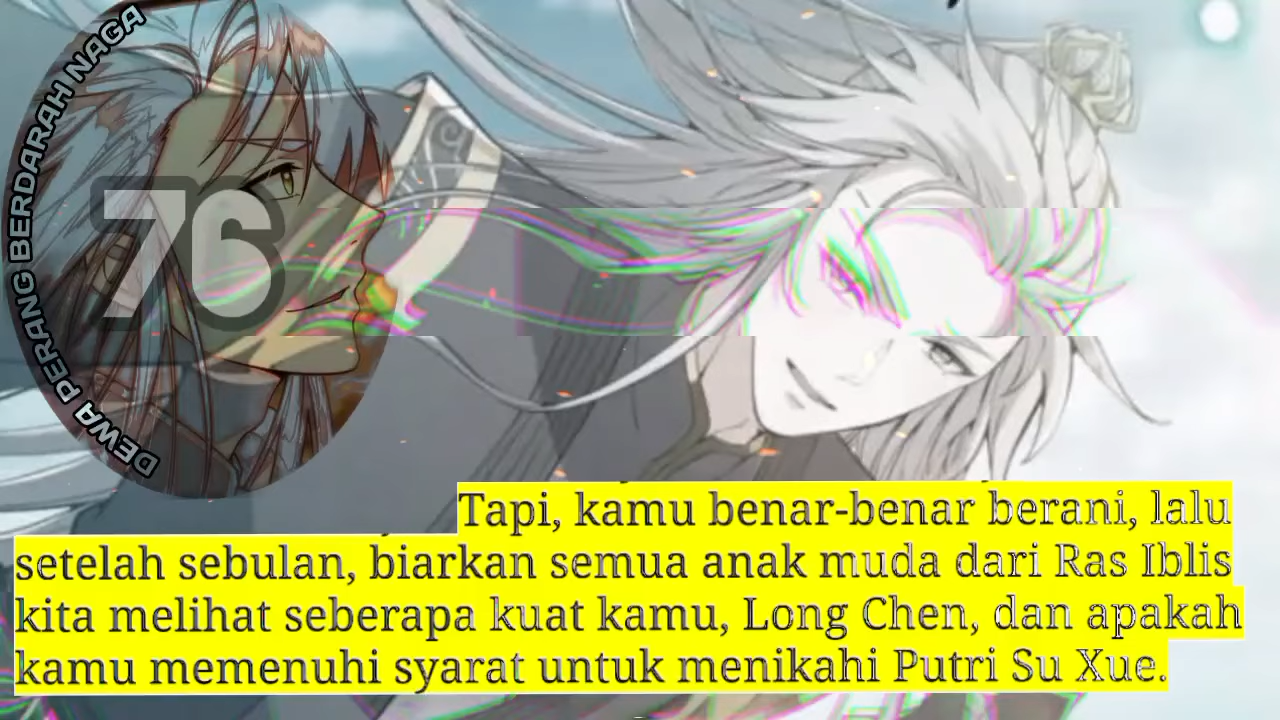 DEWA PERANG BERDARAH NAGA
76
Tapi, kamu benar-benar berani, lalu
setelah sebulan, biarkan semua anak muda dari Ras Iblis
kita melihat seberapa kuat kamu, Long Chen, dan apakah
kamu memenuhi syarat untuk menikahi Putri Su Xue.